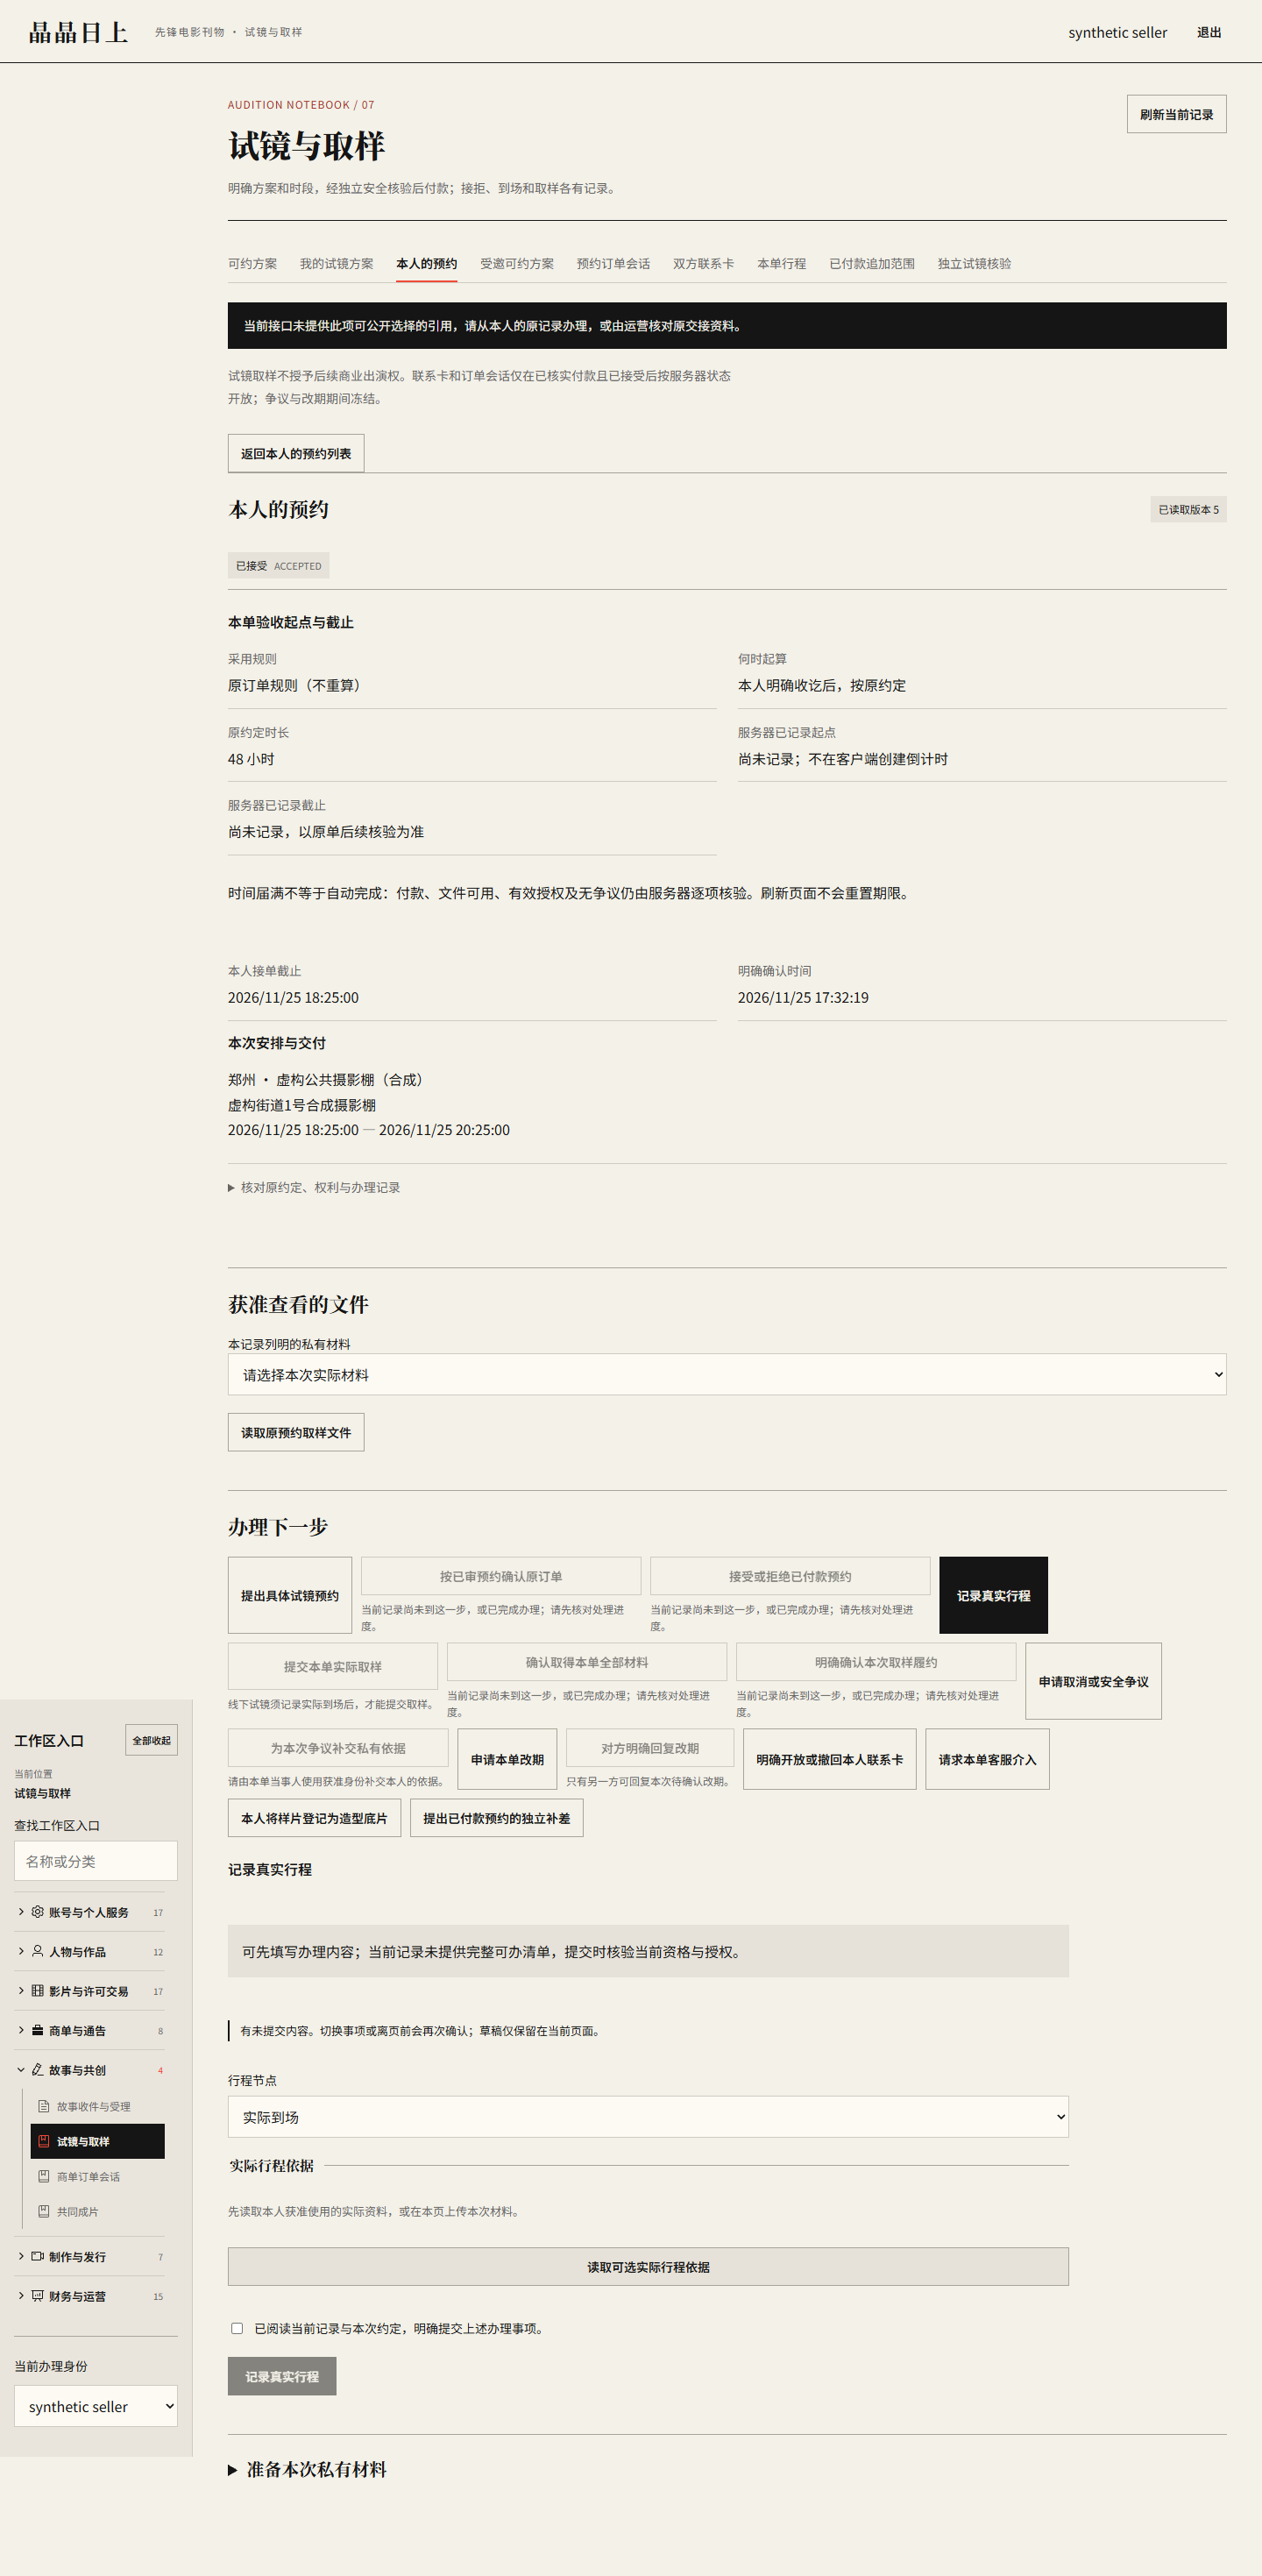 晶晶日上
先锋电影刊物 · 试镜与取样
synthetic seller
退出
AUDITION NOTEBOOK / 07
刷新当前记录
试镜与取样
明确方案和时段，经独立安全核验后付款；接拒、到场和取样各有记录。
可约方案
我的试镜方案
本人的预约
受邀可约方案
预约订单会话
双方联系卡
本单行程
已付款追加范围
独立试镜核验
当前接口未提供此项可公开选择的引用，请从本人的原记录办理，或由运营核对原交接资料。
试镜取样不授予后续商业出演权。联系卡和订单会话仅在已核实付款且已接受后按服务器状态
开放；争议与改期期间冻结。
返回本人的预约列表
本人的预约
已读取版本 5
已接受 ACCEPTED
本单验收起点与截止
采用规则
原订单规则（不重算）
何时起算
本人明确收讫后，按原约定
原约定时长
48 小时
服务器已记录起点
尚未记录；不在客户端创建倒计时
服务器已记录截止
尚未记录，以原单后续核验为准
时间届满不等于自动完成：付款、文件可用、有效授权及无争议仍由服务器逐项核验。刷新页面不会重置期限。
本人接单截止
2026/11/25 18:25:00
明确确认时间
2026/11/25 17:32:19
本次安排与交付
郑州 · 虚构公共摄影棚（合成）
虚构街道1号合成摄影棚
2026/11/25 18:25:00 — 2026/11/25 20:25:00
核对原约定、权利与办理记录
获准查看的文件
本记录列明的私有材料
请选择本次实际材料
读取原预约取样文件
办理下一步
提出具体试镜预约
按已审预约确认原订单
当前记录尚未到这一步，或已完成办理；请先核对处理进
度。
接受或拒绝已付款预约
当前记录尚未到这一步，或已完成办理；请先核对处理进
度。
记录真实行程
提交本单实际取样
线下试镜须记录实际到场后，才能提交取样。
确认取得本单全部材料
当前记录尚未到这一步，或已完成办理；请先核对处理进
度。
明确确认本次取样履约
当前记录尚未到这一步，或已完成办理；请先核对处理进
度。
申请取消或安全争议
为本次争议补交私有依据
请由本单当事人使用获准身份补交本人的依据。
申请本单改期
对方明确回复改期
只有另一方可回复本次待确认改期。
明确开放或撤回本人联系卡
请求本单客服介入
本人将样片登记为造型底片
提出已付款预约的独立补差
记录真实行程
可先填写办理内容；当前记录未提供完整可办清单，提交时核验当前资格与授权。
有未提交内容。切换事项或离页前会再次确认；草稿仅保留在当前页面。
行程节点
实际到场
实际行程依据
先读取本人获准使用的实际资料，或在本页上传本次材料。
读取可选实际行程依据
已阅读当前记录与本次约定，明确提交上述办理事项。
记录真实行程
准备本次私有材料
工作区入口
全部收起
当前位置
试镜与取样
查找工作区入口
名称或分类
账号与个人服务 17
人物与作品 12
影片与许可交易 17
商单与通告 8
故事与共创 4
故事收件与受理
试镜与取样
商单订单会话
共同成片
制作与发行 7
财务与运营 15
当前办理身份
synthetic seller